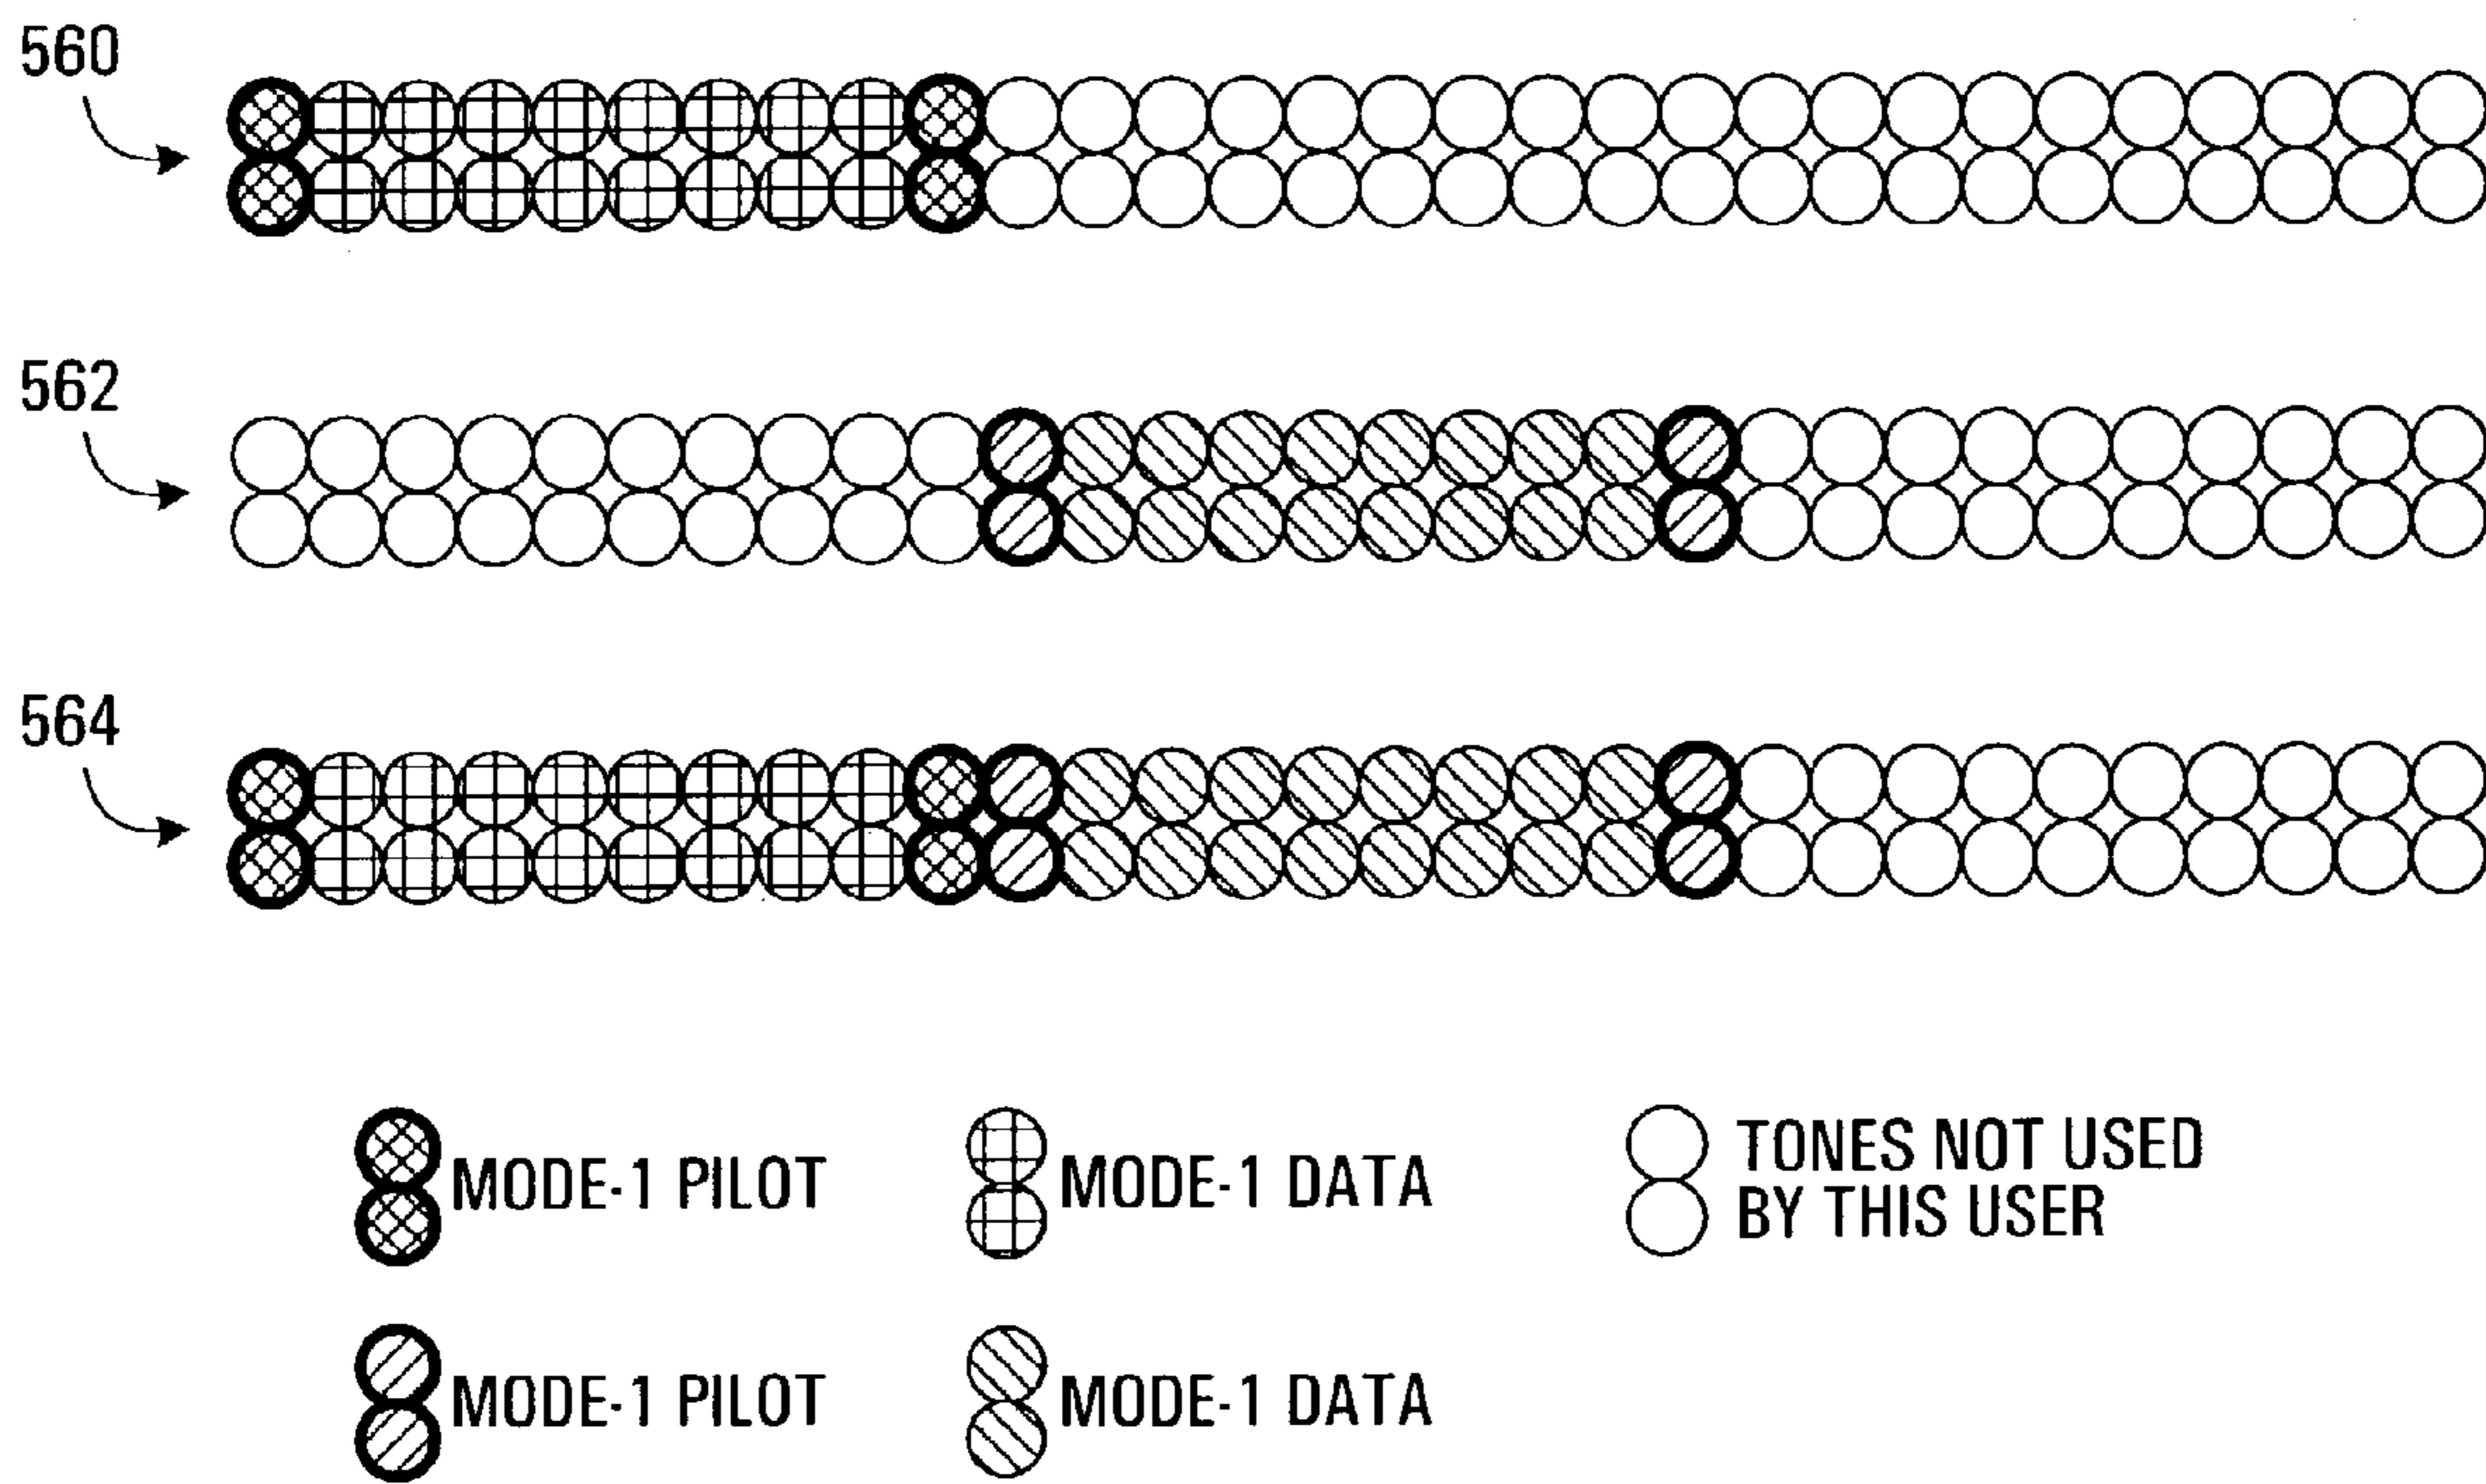 560
562
564
MODE-1 PILOT
MODE-1 DATA
TONES NOT USED
BY THIS USER
MODE-1 PILOT
MODE-1 DATA